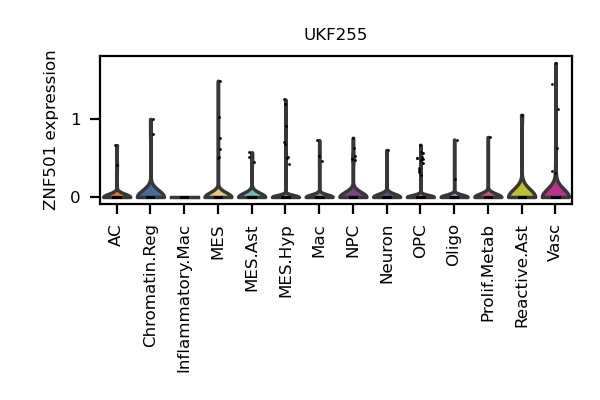 UKF255
ZNF501 expression
1
0
AC
Chromatin.Reg
Inflammatory.Mac
MES
MES.Ast
MES.Hyp
Mac
NPC
Neuron
OPC
Oligo
Prolif.Metab
Reactive.Ast
Vasc